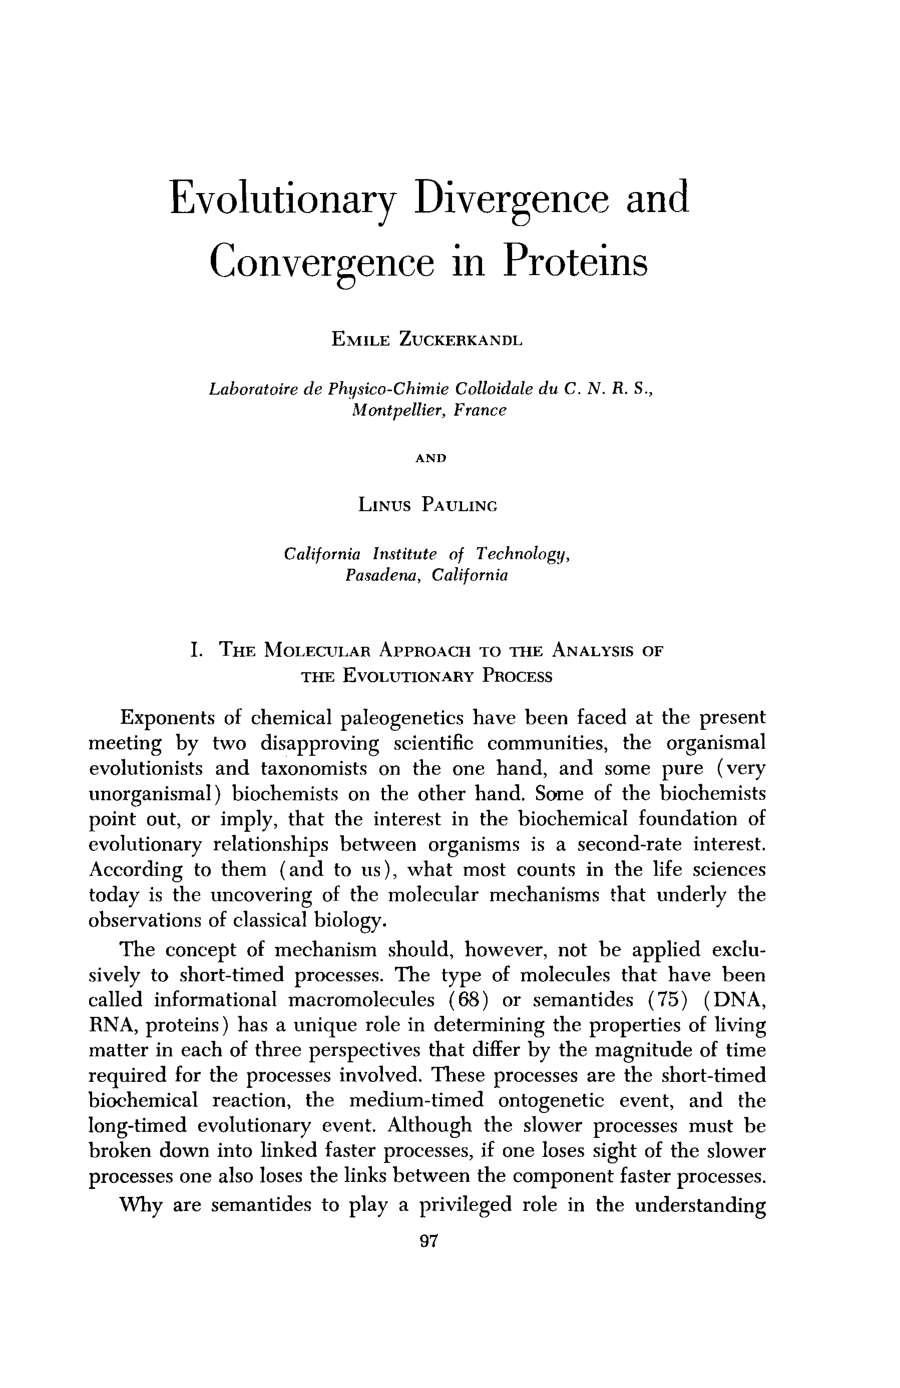 Evolutionary Divergence and
Convergence in Proteins
EMILE ZUCKERKANDL
Laboratoire de Physico-Chimie Colloidale du C. N. R. S.,
Montpellier, France
AND
LINUS PAULING
California Institute of Technology,
Pasadena, California
I. THE MOLECULAR APPROACH TO THE ANALYSIS OF
THE EVOLUTIONARY PROCESS
Exponents of chemical paleogenetics have been faced at the present
meeting by two disapproving scientific communities, the organismal
evolutionists and taxonomists on the one hand, and some pure (very
unorganismal) biochemists on the other hand. Some of the biochemists
point out, or imply, that the interest in the biochemical foundation of
evolutionary relationships between organisms is a second-rate interest.
According to them (and to us), what most counts in the life sciences
today is the uncovering of the molecular mechanisms that underly the
observations of classical biology.
The concept of mechanism should, however, not be applied exclu-
sively to short-timed processes. The type of molecules that have been
called informational macromolecules (68) or semantides (75) (DNA,
RNA, proteins) has a unique role in determining the properties of living
matter in each of three perspectives that differ by the magnitude of time
required for the processes involved. These processes are the short-timed
biochemical reaction, the medium-timed ontogenetic event, and the
long-timed evolutionary event. Although the slower processes must be
broken down into linked faster processes, if one loses sight of the slower
processes one also loses the links between the component faster processes.
Why are semantides to play a privileged role in the understanding
97